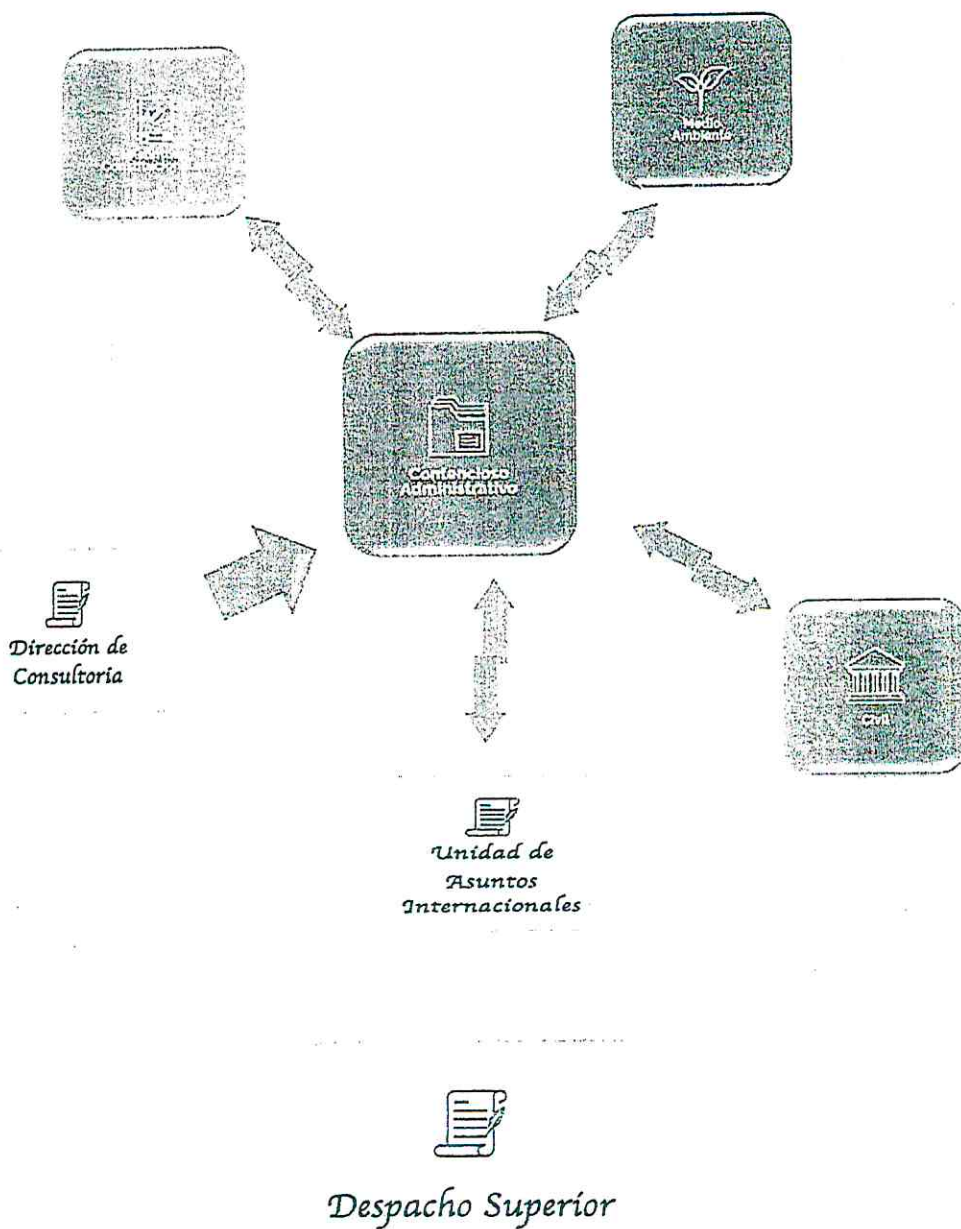 Medio
Ambiente
Contencioso
Administrativo
Dirección de
Consultoría
Civil
Unidad de
Asuntos
Internacionales
Despacho Superior